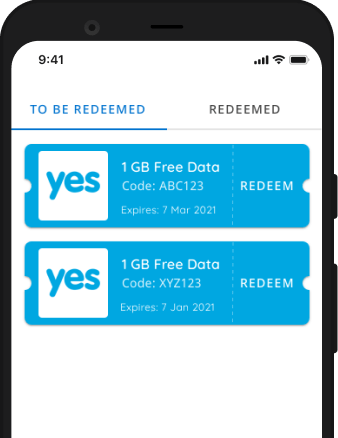 9:41
TO BE REDEEMED
REDEEMED
yes
1 GB Free Data
Code: ABC123
Expires: 7 Mar 2021
REDEEM
yes
1 GB Free Data
Code: XYZ123
Expires: 7 Jan 2021
REDEEM